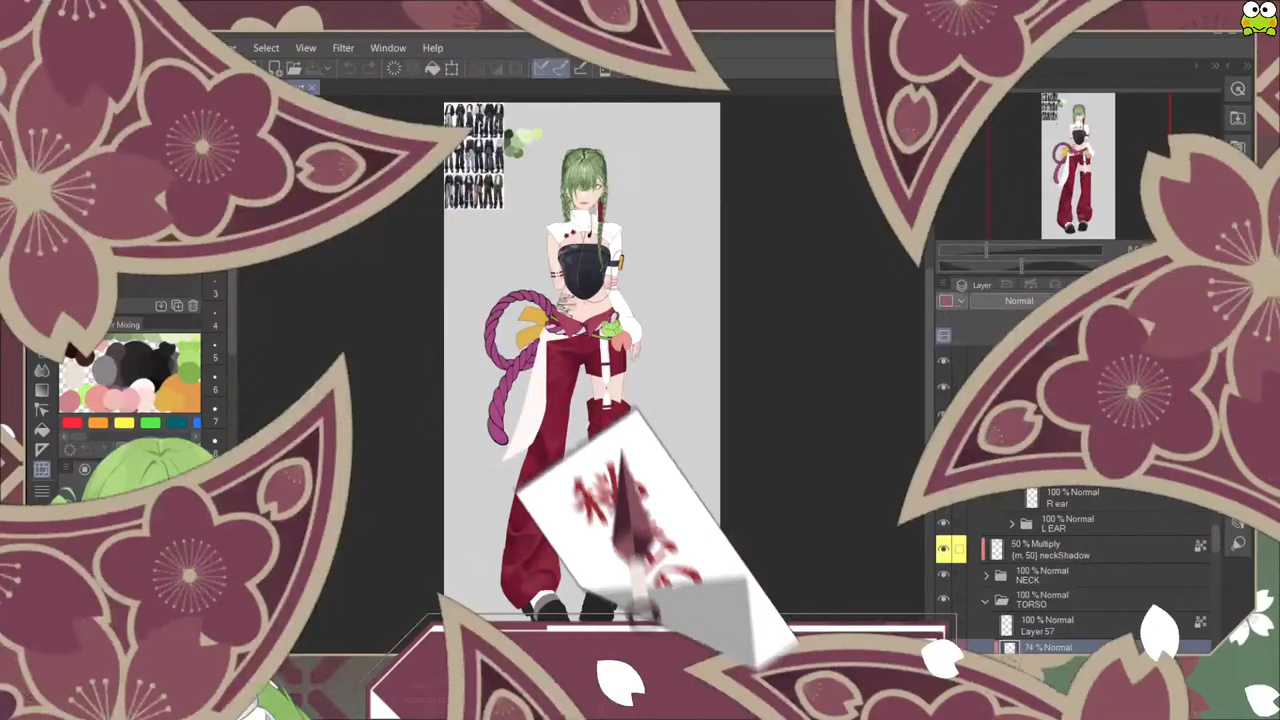 Select View Filter Window Help
3
4
er Mixing
5
6
7
8
Layer
Normal
100 % Normal
R ear
100 % Normal
L EAR
50 % Multiply
(m, 50) neckShadow
100 % Normal
NECK
100 % Normal
TORSO
100 % Normal
Layer 57
74 % Normal